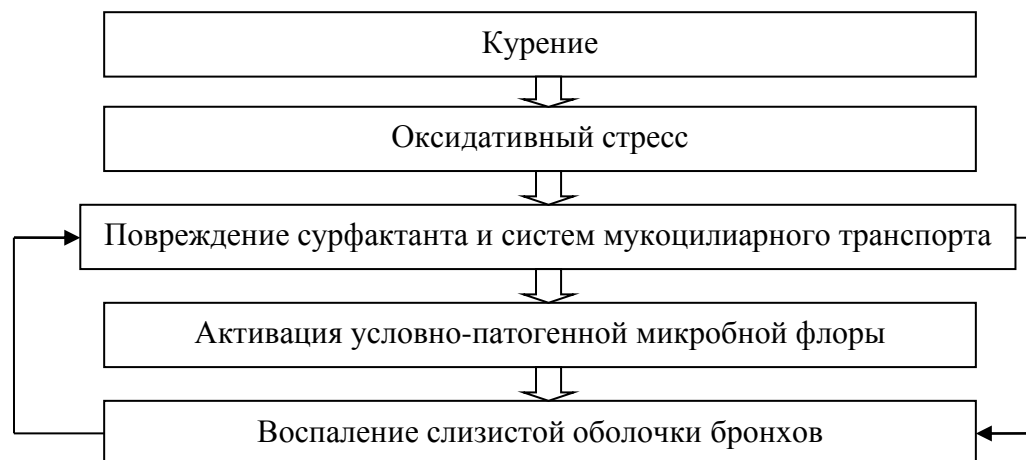 Курение
Оксидативный стресс
Повреждение сурфактанта и систем мукоцилиарного транспорта
Активация условно-патогенной микробной флоры
Воспаление слизистой оболочки бронхов